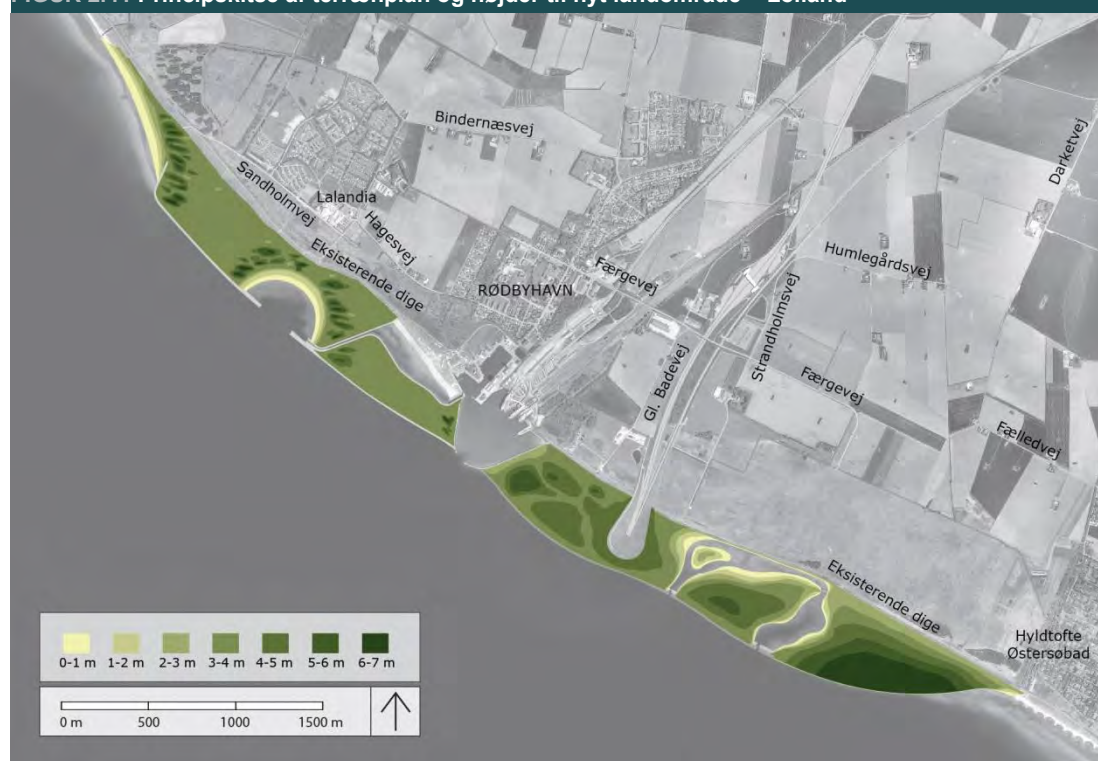 FIGUR Principskitse af terrænplan og højder til nyt landområde – Lolland
Bindernæsvej
Darketvej
Sandholmvej
Lalandia
Hagesvej
Eksisterende dige
RØDBYHAVN
Færgevej
Humlegårdsvej
Strandholmsvej
Gl. Badevej
Færgevej
Fælledvej
Eksisterende dige
Hyldtofte
Østersøbad
0-1 m 1-2 m 2-3 m 3-4 m 4-5 m 5-6 m 6-7 m
0 m 500 1000 1500 m